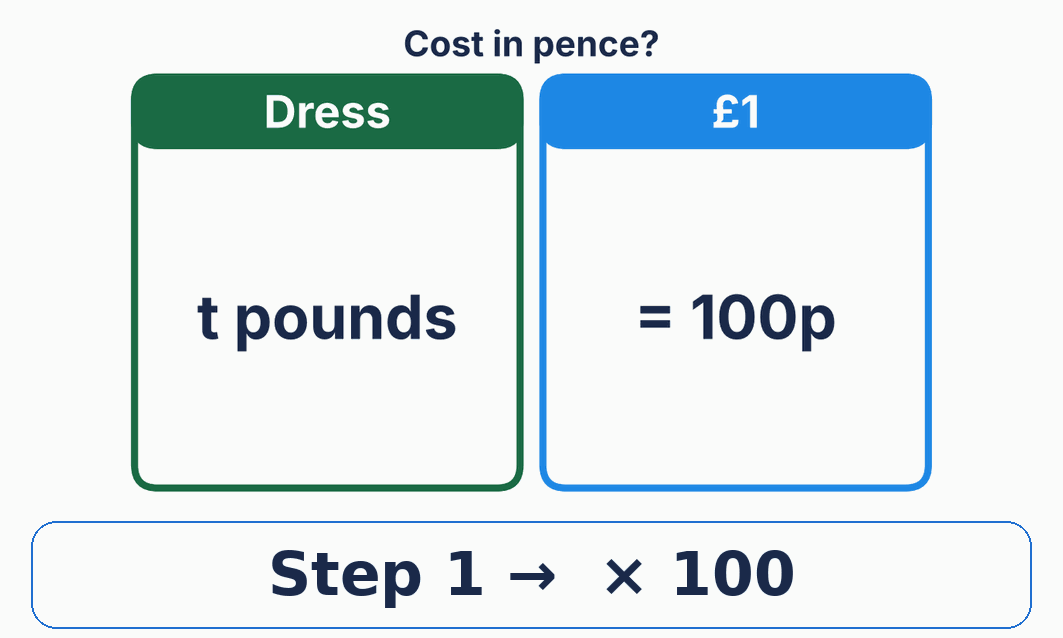 Cost in pence?
Dress
£1
t pounds
= 100p
Step 1 → × 100